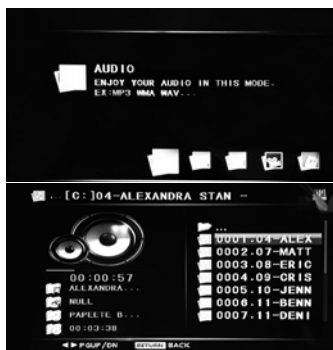 AUDIO
ENJOY YOUR AUDIO IN THIS MODE.
EX:MP3 WMA WAV...
...[C:]04-ALEXANDRA STAN -
...
0001.04-ALEX
0002.07-MATT
0003.08-ERIC
0004.09-CRIS
0005.10-JENN
0006.11-BENN
0007.11-DENI
00:00:57
ALEXANDRA...
NULL
PAPLETE B...
00:03:38
◀ ▶ PGUP/DN RETURN BACK